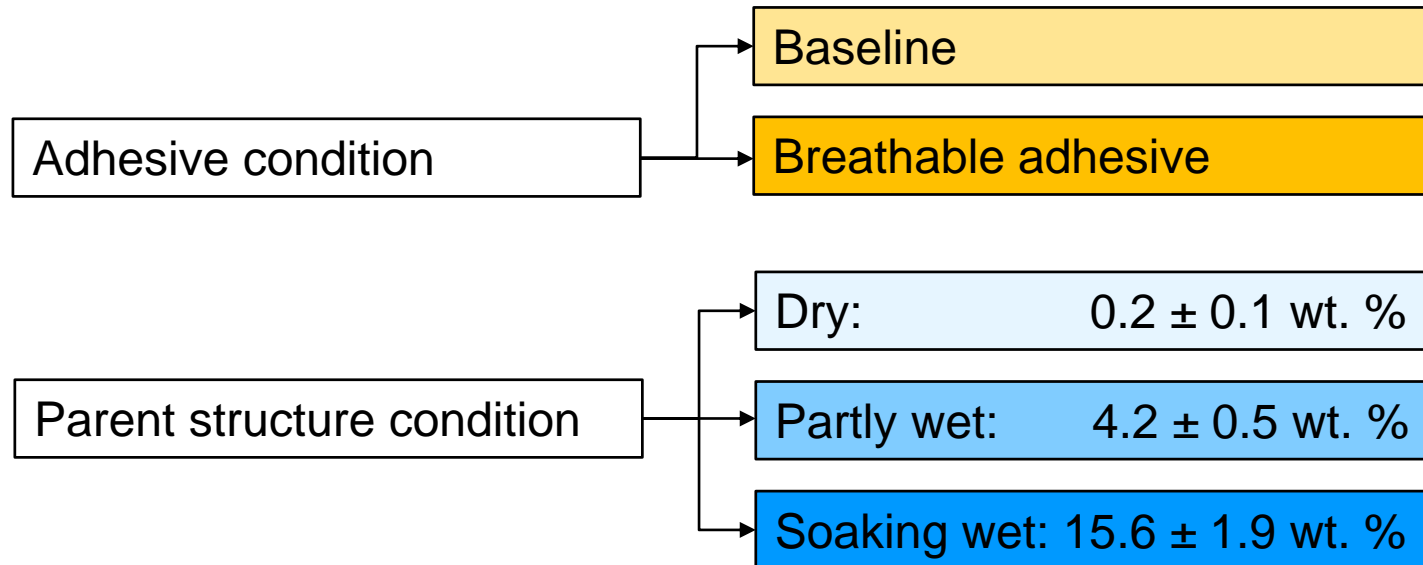 Baseline
Adhesive condition
Breathable adhesive
Dry: 0.2 ± 0.1 wt. %
Parent structure condition
Partly wet: 4.2 ± 0.5 wt. %
Soaking wet: 15.6 ± 1.9 wt. %